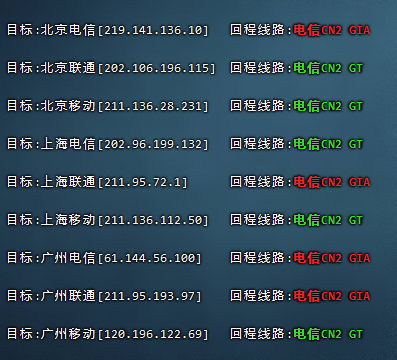 目标:北京电信[219.141.136.10] 回程线路:电信CN2 GIA
目标:北京联通[202.106.196.115] 回程线路:电信CN2 GT
目标:北京移动[211.136.28.231] 回程线路:电信CN2 GT
目标:上海电信[202.96.199.132] 回程线路:电信CN2 GT
目标:上海联通[211.95.72.1] 回程线路:电信CN2 GIA
目标:上海移动[211.136.112.50] 回程线路:电信CN2 GT
目标:广州电信[61.144.56.100] 回程线路:电信CN2 GIA
目标:广州联通[211.95.193.97] 回程线路:电信CN2 GIA
目标:广州移动[120.196.122.69] 回程线路:电信CN2 GT